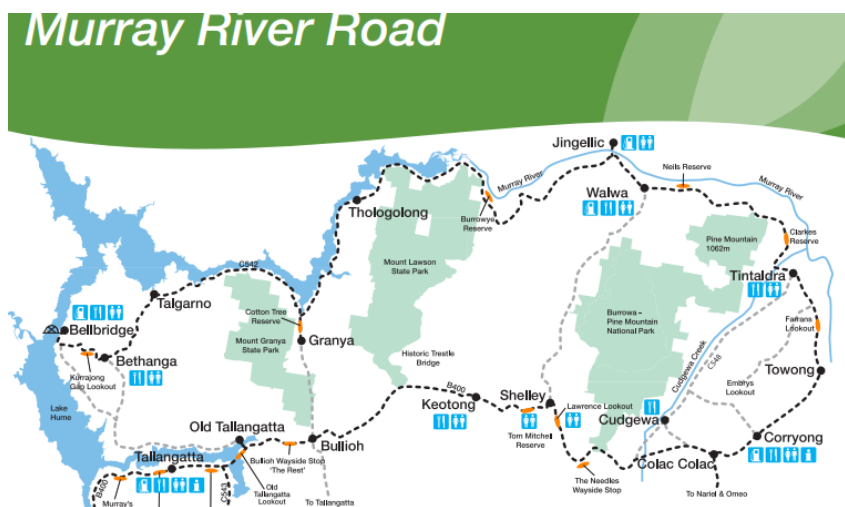 Murray River Road
Jingellic
Murray River
Neils Reserve
Walwa
Murray River
Thologolong
Burrowye
Reserve
Clarkes
Reserve
Pine Mountain
1062m
Mount Lawson
State Park
C542
Tintaldra
Talgarno
Cotton Tree
Reserve
Burrowa –
Pine Mountain
National Park
Farrans
Lookout
Bellbridge
Granya
Mount Granya
State Park
Cudgewa Creek
C546
Bethanga
Historic Trestle
Bridge
Towong
Kurrajong
Gap Lookout
B400
Embrys
Lookout
Shelley
Keotong
Lawrence Lookout
Lake
Hume
Cudgewa
Tom Mitchell
Reserve
Old Tallangatta
Bullioh
Corryong
Tallangatta
Bullioh Wayside Stop
'The Rest'
Colac Colac
The Needles
Wayside Stop
B400
C543
Old
Tallangatta
Lookout
To Tallangatta
To Nariel & Omeo
Murray's